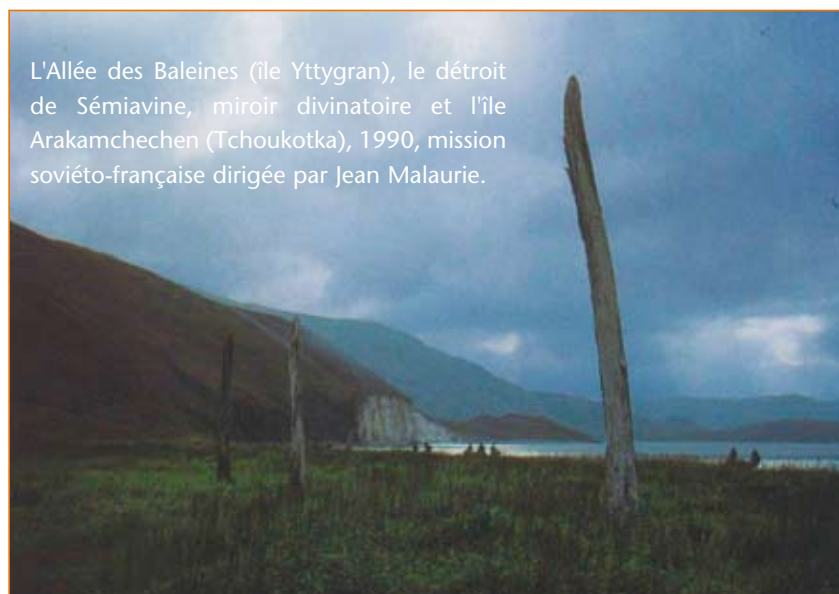 L'Allée des Baleines (île Yttygran), le détroit
de Sémiavine, miroir divinatoire et l'île
Arakamchechen (Tchoukotka), 1990, mission
soviéto-française dirigée par Jean Malaurie.